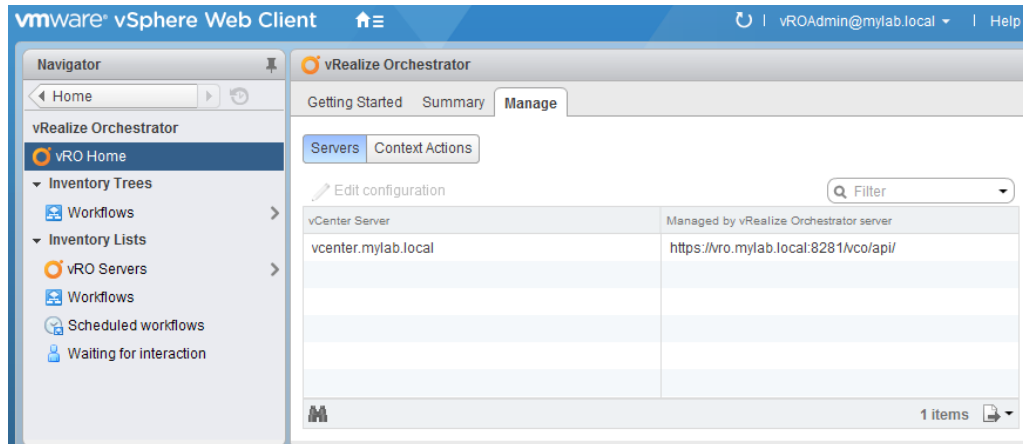 vmware® vSphere Web Client
vROAdmin@mylab.local
Help
Navigator
Home
vRealize Orchestrator
vRO Home
Inventory Trees
Workflows
Inventory Lists
vRO Servers
Workflows
Scheduled workflows
Waiting for interaction
vRealize Orchestrator
Getting Started Summary Manage
Servers Context Actions
Edit configuration
Filter
vCenter Server Managed by vRealize Orchestrator server
vcenter.mylab.local https://vro.mylab.local:8281/vco/api/
1 items